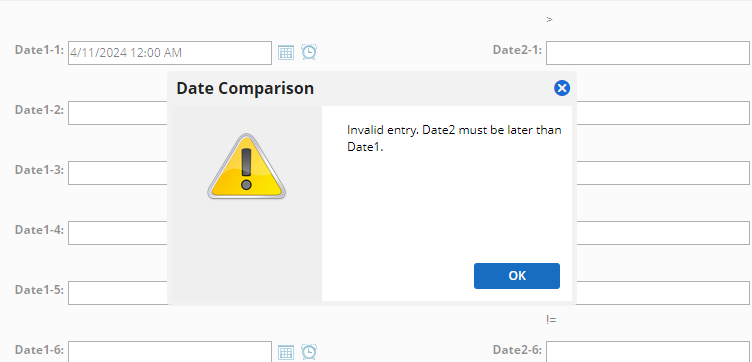 >
Date1-1: 4/11/2024 12:00 AM Date2-1:
Date Comparison
Date1-2:
Invalid entry. Date2 must be later than
Date1.
Date1-3:
Date1-4:
OK
Date1-5:
!=
Date1-6: Date2-6: